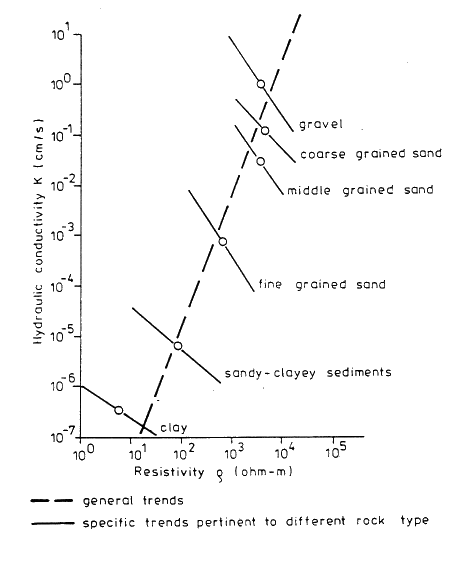 10¹
10⁰
10⁻¹
10⁻²
10⁻³
10⁻⁴
10⁻⁵
10⁻⁶
10⁻⁷
Hydraulic conductivity K (cm/s)
gravel
coarse grained sand
middle grained sand
fine grained sand
sandy-clayey sediments
clay
10⁰ 10¹ 10² 10³ 10⁴ 10⁵
Resistivity ϱ (ohm-m)
general trends
specific trends pertinent to different rock type